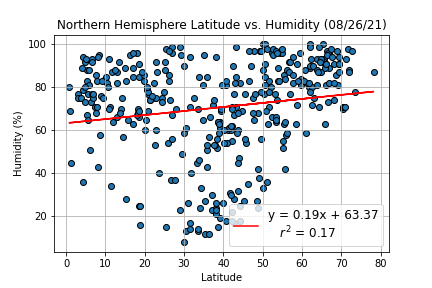 Northern Hemisphere Latitude vs. Humidity (08/26/21)
100
80
60
40
20
Humidity (%)
y = 0.19x + 63.37
r² = 0.17
0 10 20 30 40 50 60 70 80
Latitude